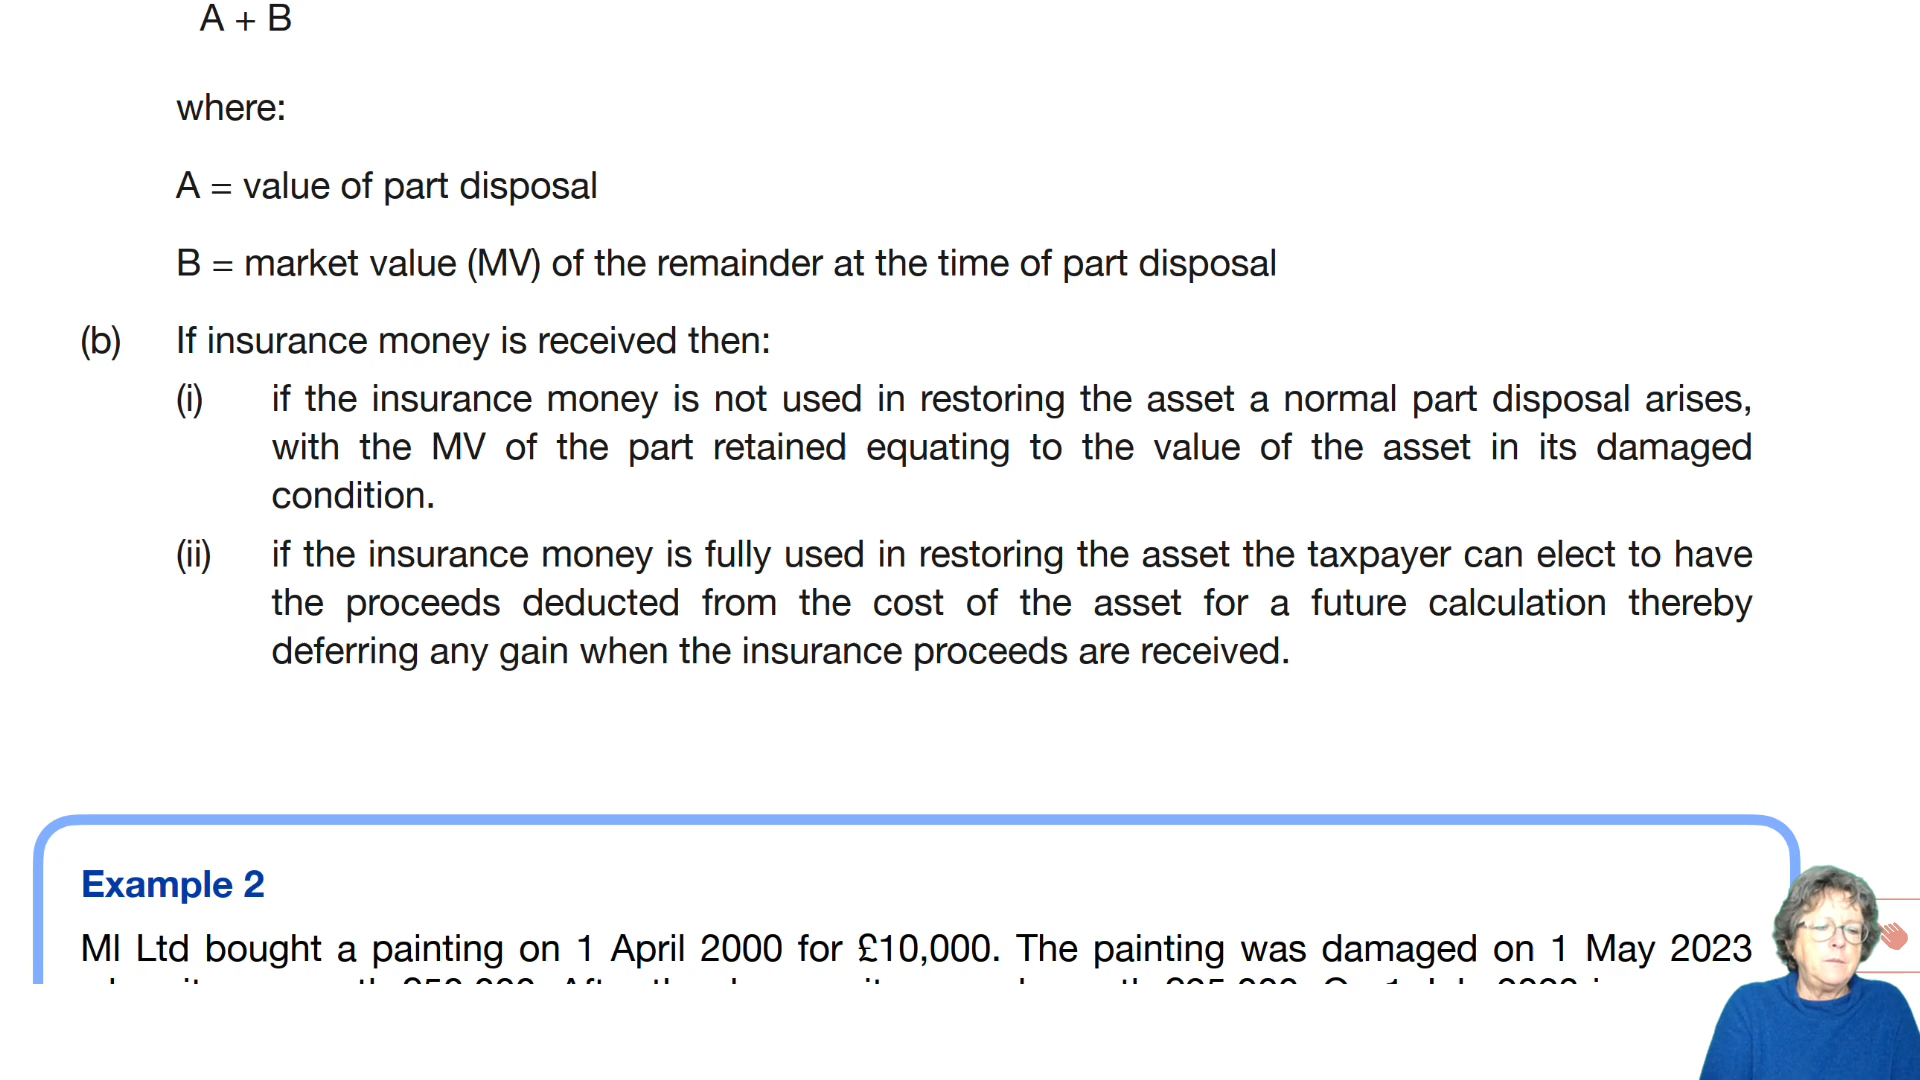 A + B
where:
A = value of part disposal
B = market value (MV) of the remainder at the time of part disposal
(b) If insurance money is received then:
(i) if the insurance money is not used in restoring the asset a normal part disposal arises,
with the MV of the part retained equating to the value of the asset in its damaged
condition.
(ii) if the insurance money is fully used in restoring the asset the taxpayer can elect to have
the proceeds deducted from the cost of the asset for a future calculation thereby
deferring any gain when the insurance proceeds are received.
Example 2
MI Ltd bought a painting on 1 April 2000 for £10,000. The painting was damaged on 1 May 2023